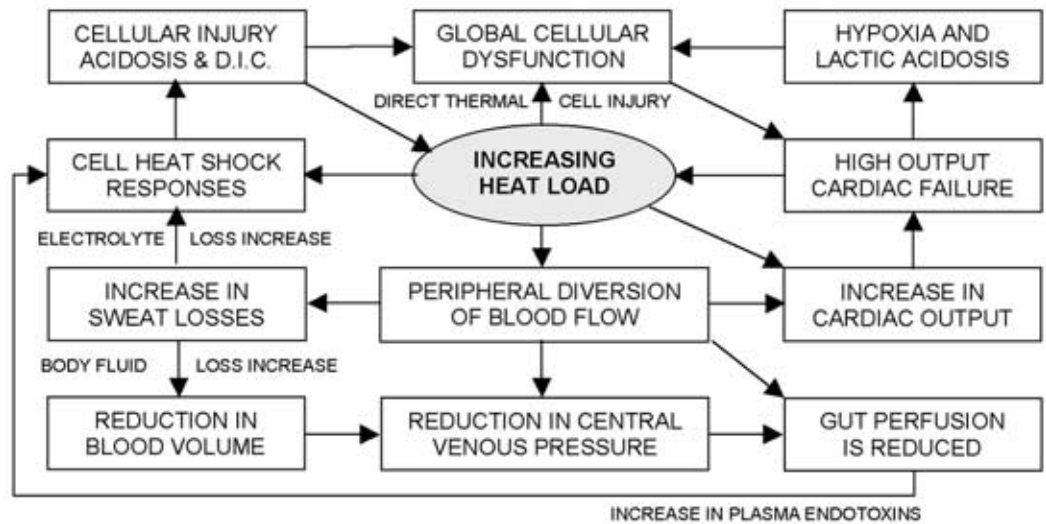 CELLULAR INJURY
ACIDOSIS & D.I.C.
GLOBAL CELLULAR
DYSFUNCTION
HYPOXIA AND
LACTIC ACIDOSIS
DIRECT THERMAL
CELL INJURY
CELL HEAT SHOCK
RESPONSES
INCREASING
HEAT LOAD
HIGH OUTPUT
CARDIAC FAILURE
ELECTROLYTE
LOSS INCREASE
INCREASE IN
SWEAT LOSSES
PERIPHERAL DIVERSION
OF BLOOD FLOW
INCREASE IN
CARDIAC OUTPUT
BODY FLUID
LOSS INCREASE
REDUCTION IN
BLOOD VOLUME
REDUCTION IN CENTRAL
VENOUS PRESSURE
GUT PERFUSION
IS REDUCED
INCREASE IN PLASMA ENDOTOXINS